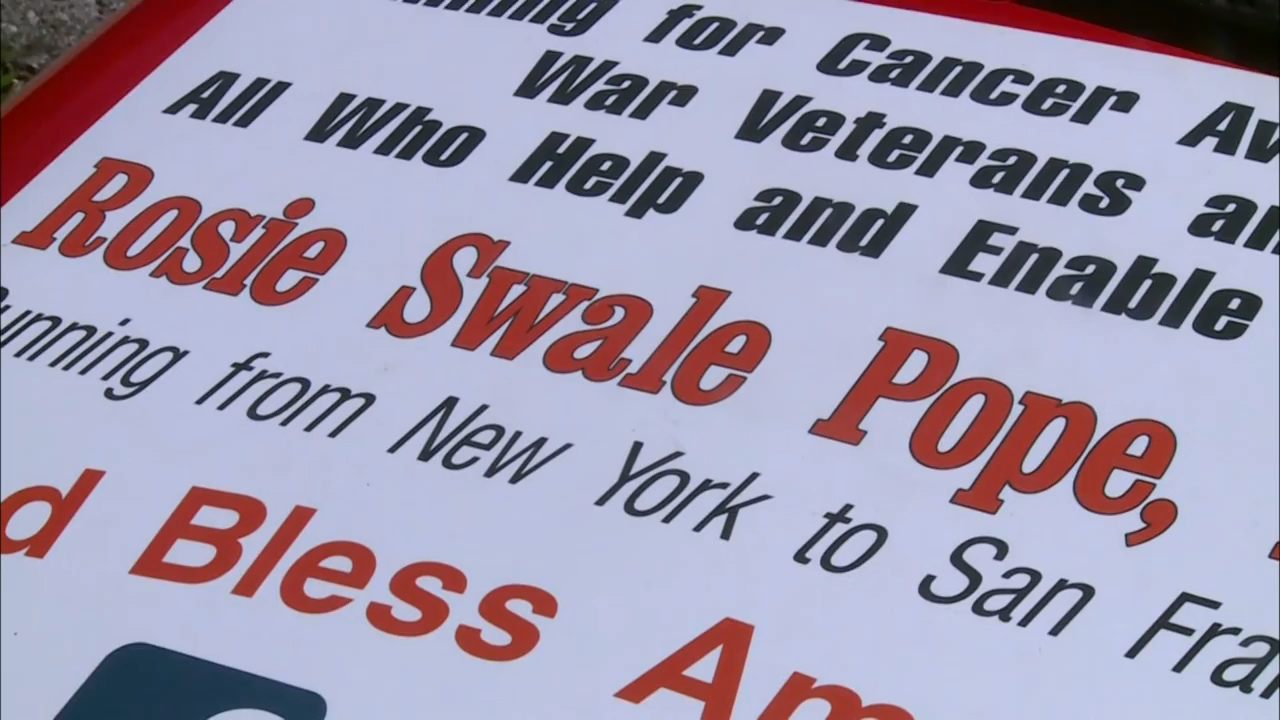 for Cancer
War Veterans
All Who Help and Enable
Rosie Swale Pope,
from New York to San
Bless